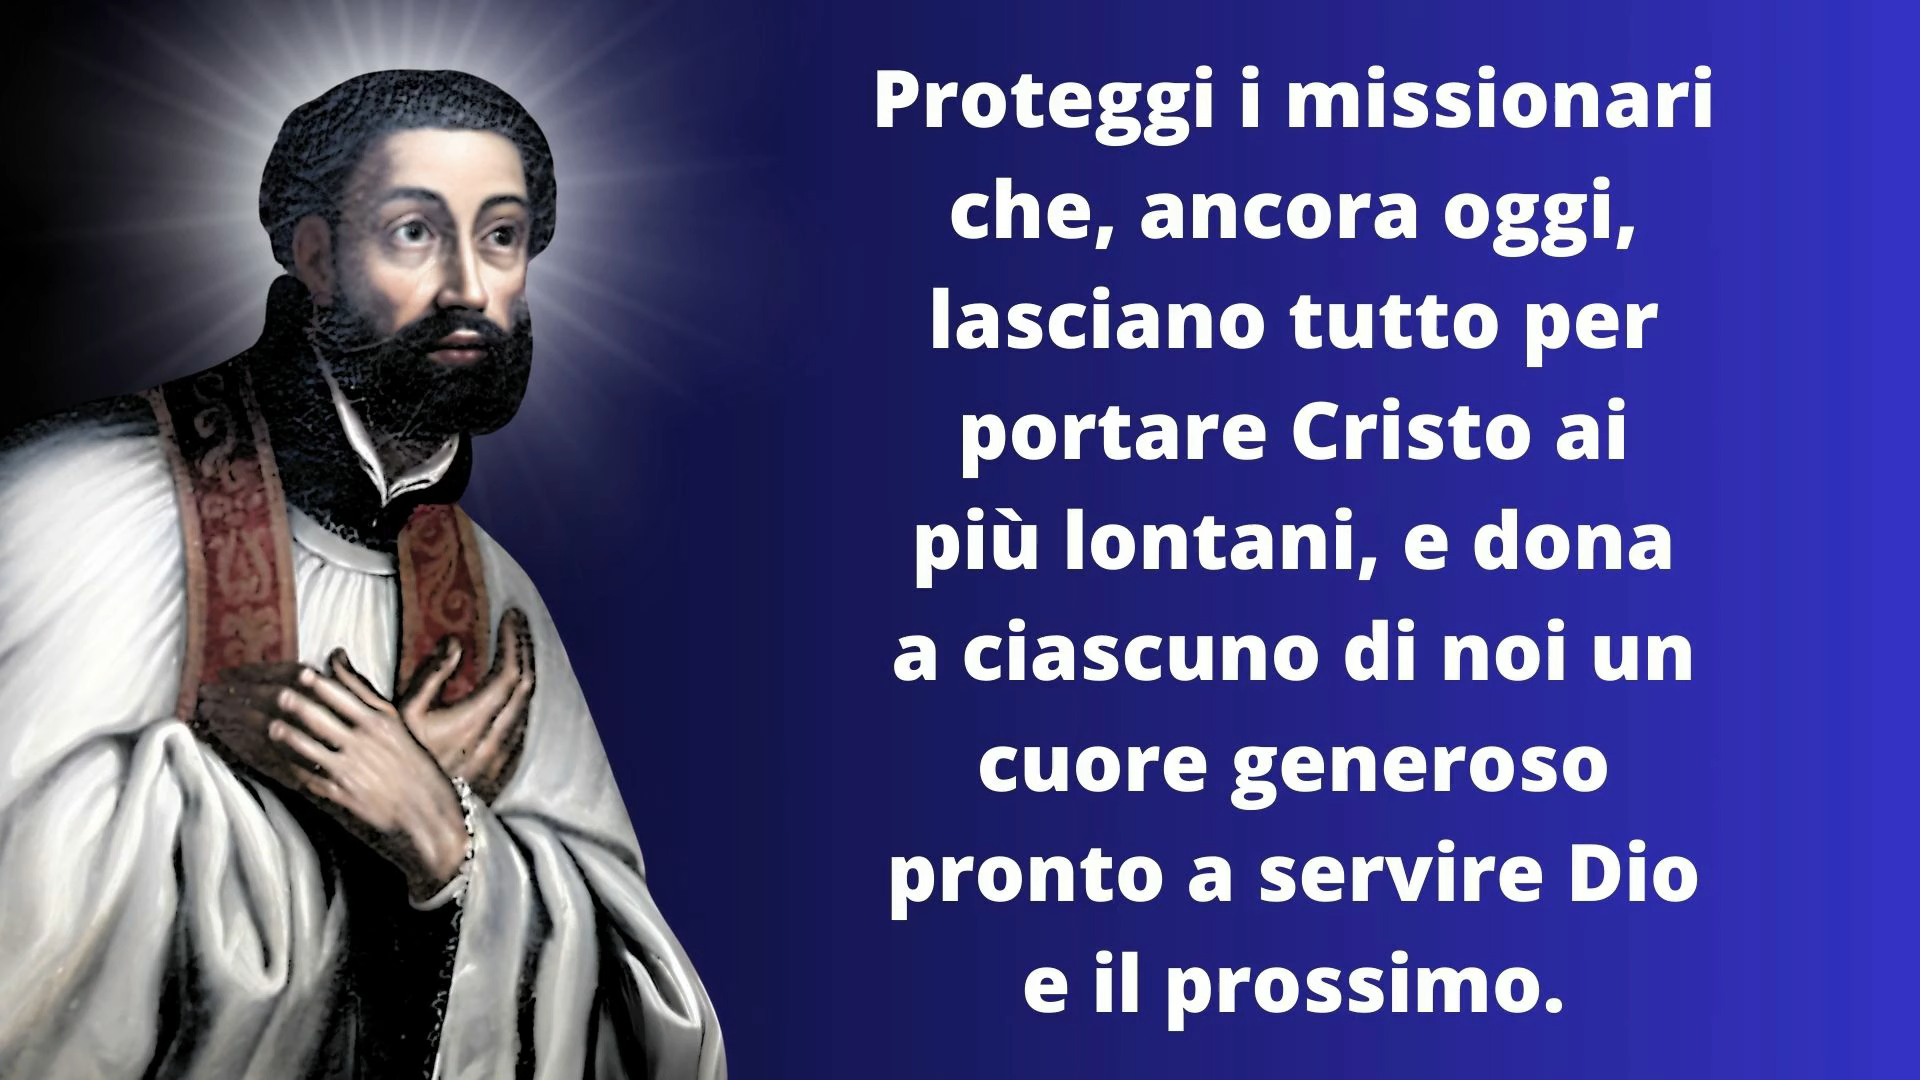 Proteggi i missionari
che, ancora oggi,
lasciano tutto per
portare Cristo ai
più lontani, e dona
a ciascuno di noi un
cuore generoso
pronto a servire Dio
e il prossimo.